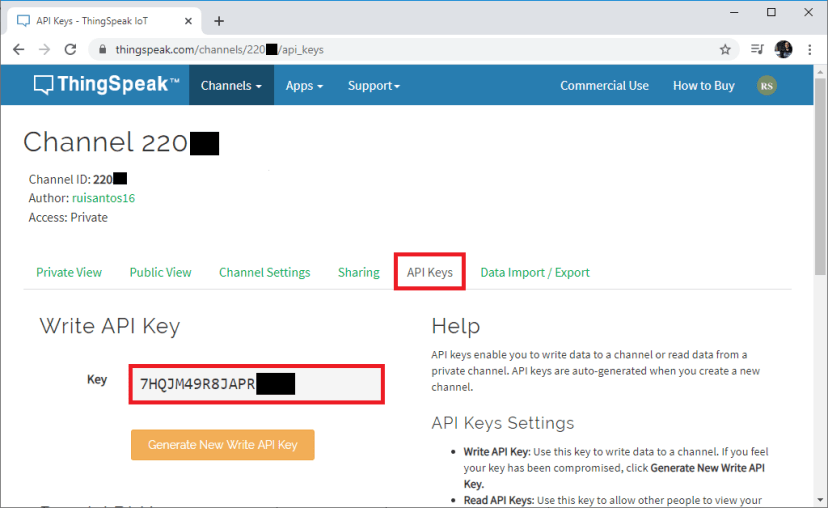 API Keys - ThingSpeak IoT
thingspeak.com/channels/220 /api_keys
ThingSpeak™ Channels Apps Support Commercial Use How to Buy RS
Channel 220
Channel ID: 220
Author: ruisantos16
Access: Private
Private View Public View Channel Settings Sharing API Keys Data Import / Export
Write API Key
Key 7HQJM49R8JAPR
Generate New Write API Key
Help
API keys enable you to write data to a channel or read data from a
private channel. API keys are auto-generated when you create a new
channel.
API Keys Settings
• Write API Key: Use this key to write data to a channel. If you feel
your key has been compromised, click Generate New Write API
Key.
• Read API Keys: Use this key to allow other people to view your